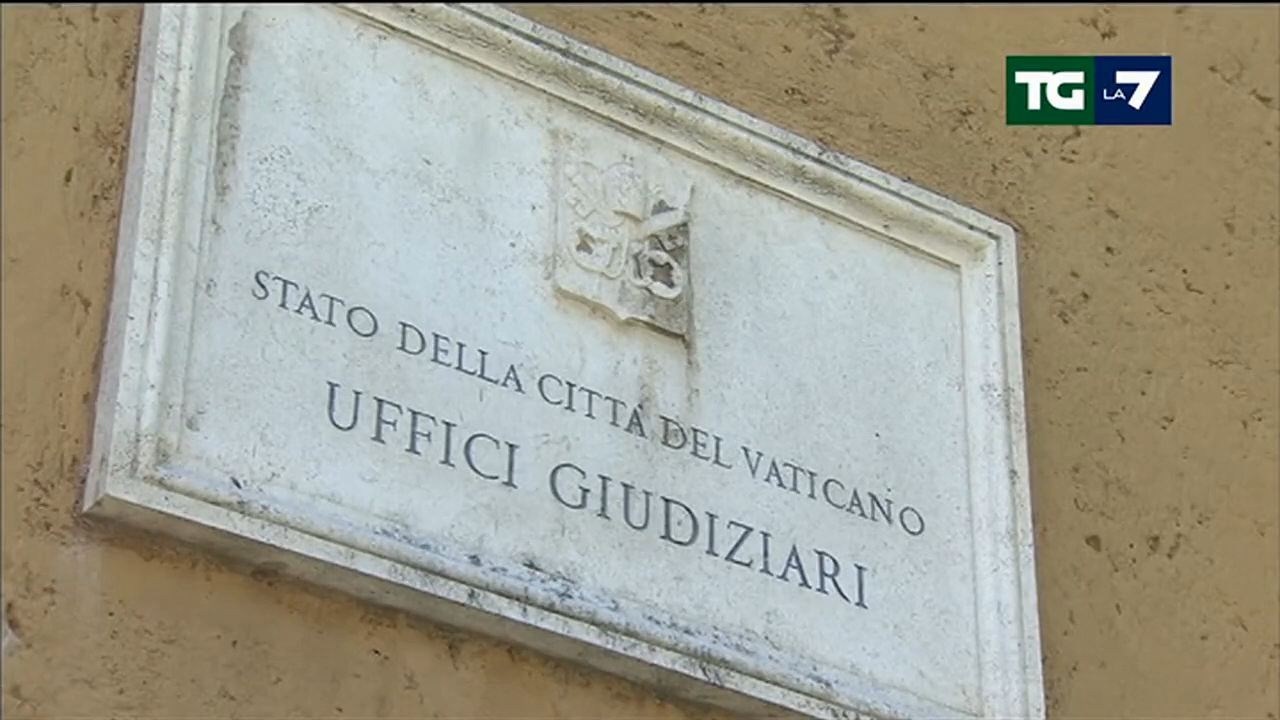 TG LA7
STATO DELLA CITTÀ DEL VATICANO
UFFICI GIUDIZIARI